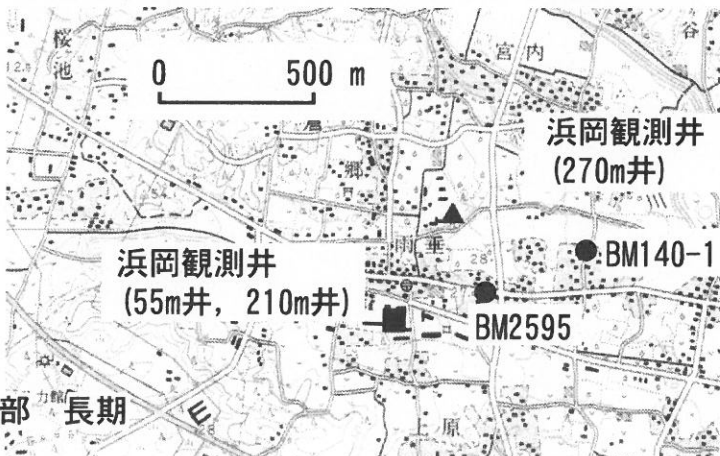 桜池
宮内
谷
0 500 m
浜岡観測井
(270m井)
郷
BM140-1
28
浜岡観測井
(55m井, 210m井)
BM2595
部 長期
上原